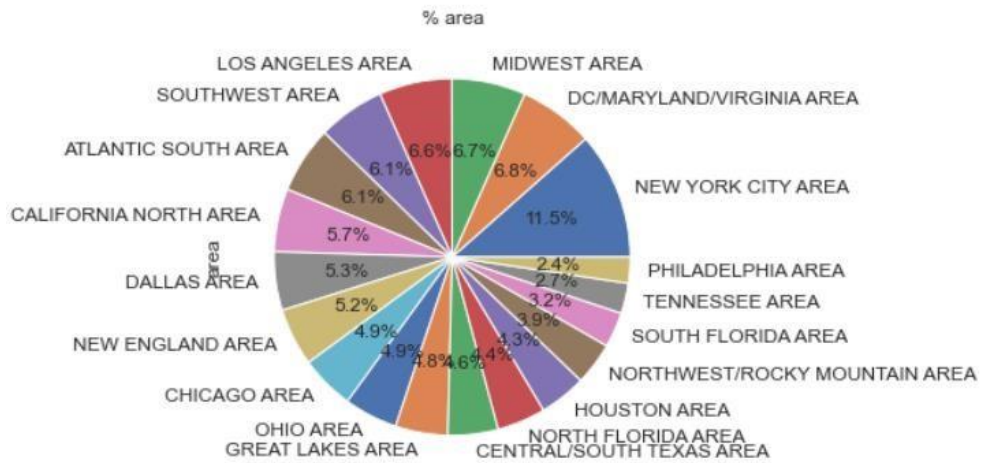 % area
LOS ANGELES AREA
MIDWEST AREA
SOUTHWEST AREA
DC/MARYLAND/VIRGINIA AREA
ATLANTIC SOUTH AREA
6.6%
6.7%
6.1%
6.8%
NEW YORK CITY AREA
6.1%
CALIFORNIA NORTH AREA
11.5%
5.7%
area
DALLAS AREA
5.3%
2.4%
PHILADELPHIA AREA
2.7%
TENNESSEE AREA
5.2%
3.2%
NEW ENGLAND AREA
4.9%
3.9%
SOUTH FLORIDA AREA
4.9%
4.8%
4.6%
4.4%
4.3%
NORTHWEST/ROCKY MOUNTAIN AREA
CHICAGO AREA
HOUSTON AREA
OHIO AREA
NORTH FLORIDA AREA
GREAT LAKES AREA
CENTRAL/SOUTH TEXAS AREA